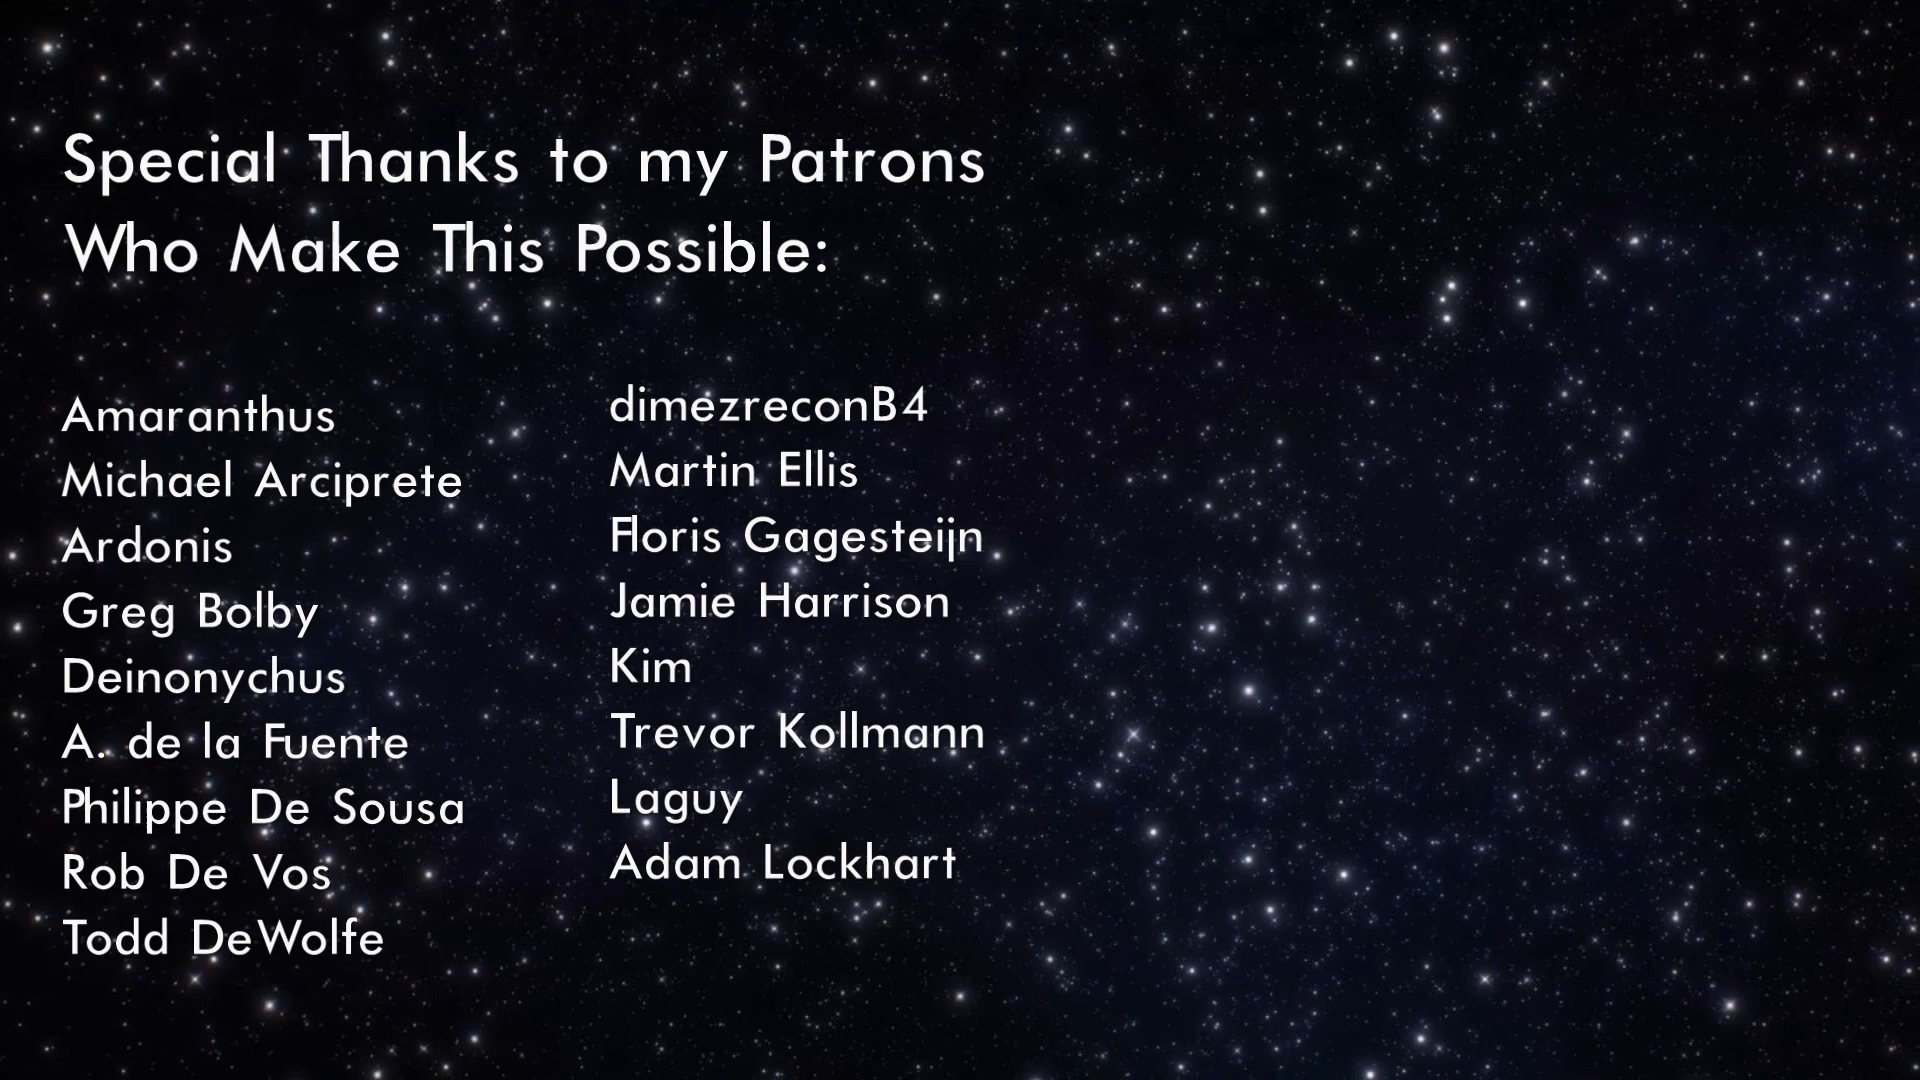 Special Thanks to my Patrons
Who Make This Possible:
Amaranthus
Michael Arciprete
Ardonis
Greg Bolby
Deinonychus
A. de la Fuente
Philippe De Sousa
Rob De Vos
Todd DeWolfe
dimezreconB4
Martin Ellis
Floris Gagesteijn
Jamie Harrison
Kim
Trevor Kollmann
Laguy
Adam Lockhart